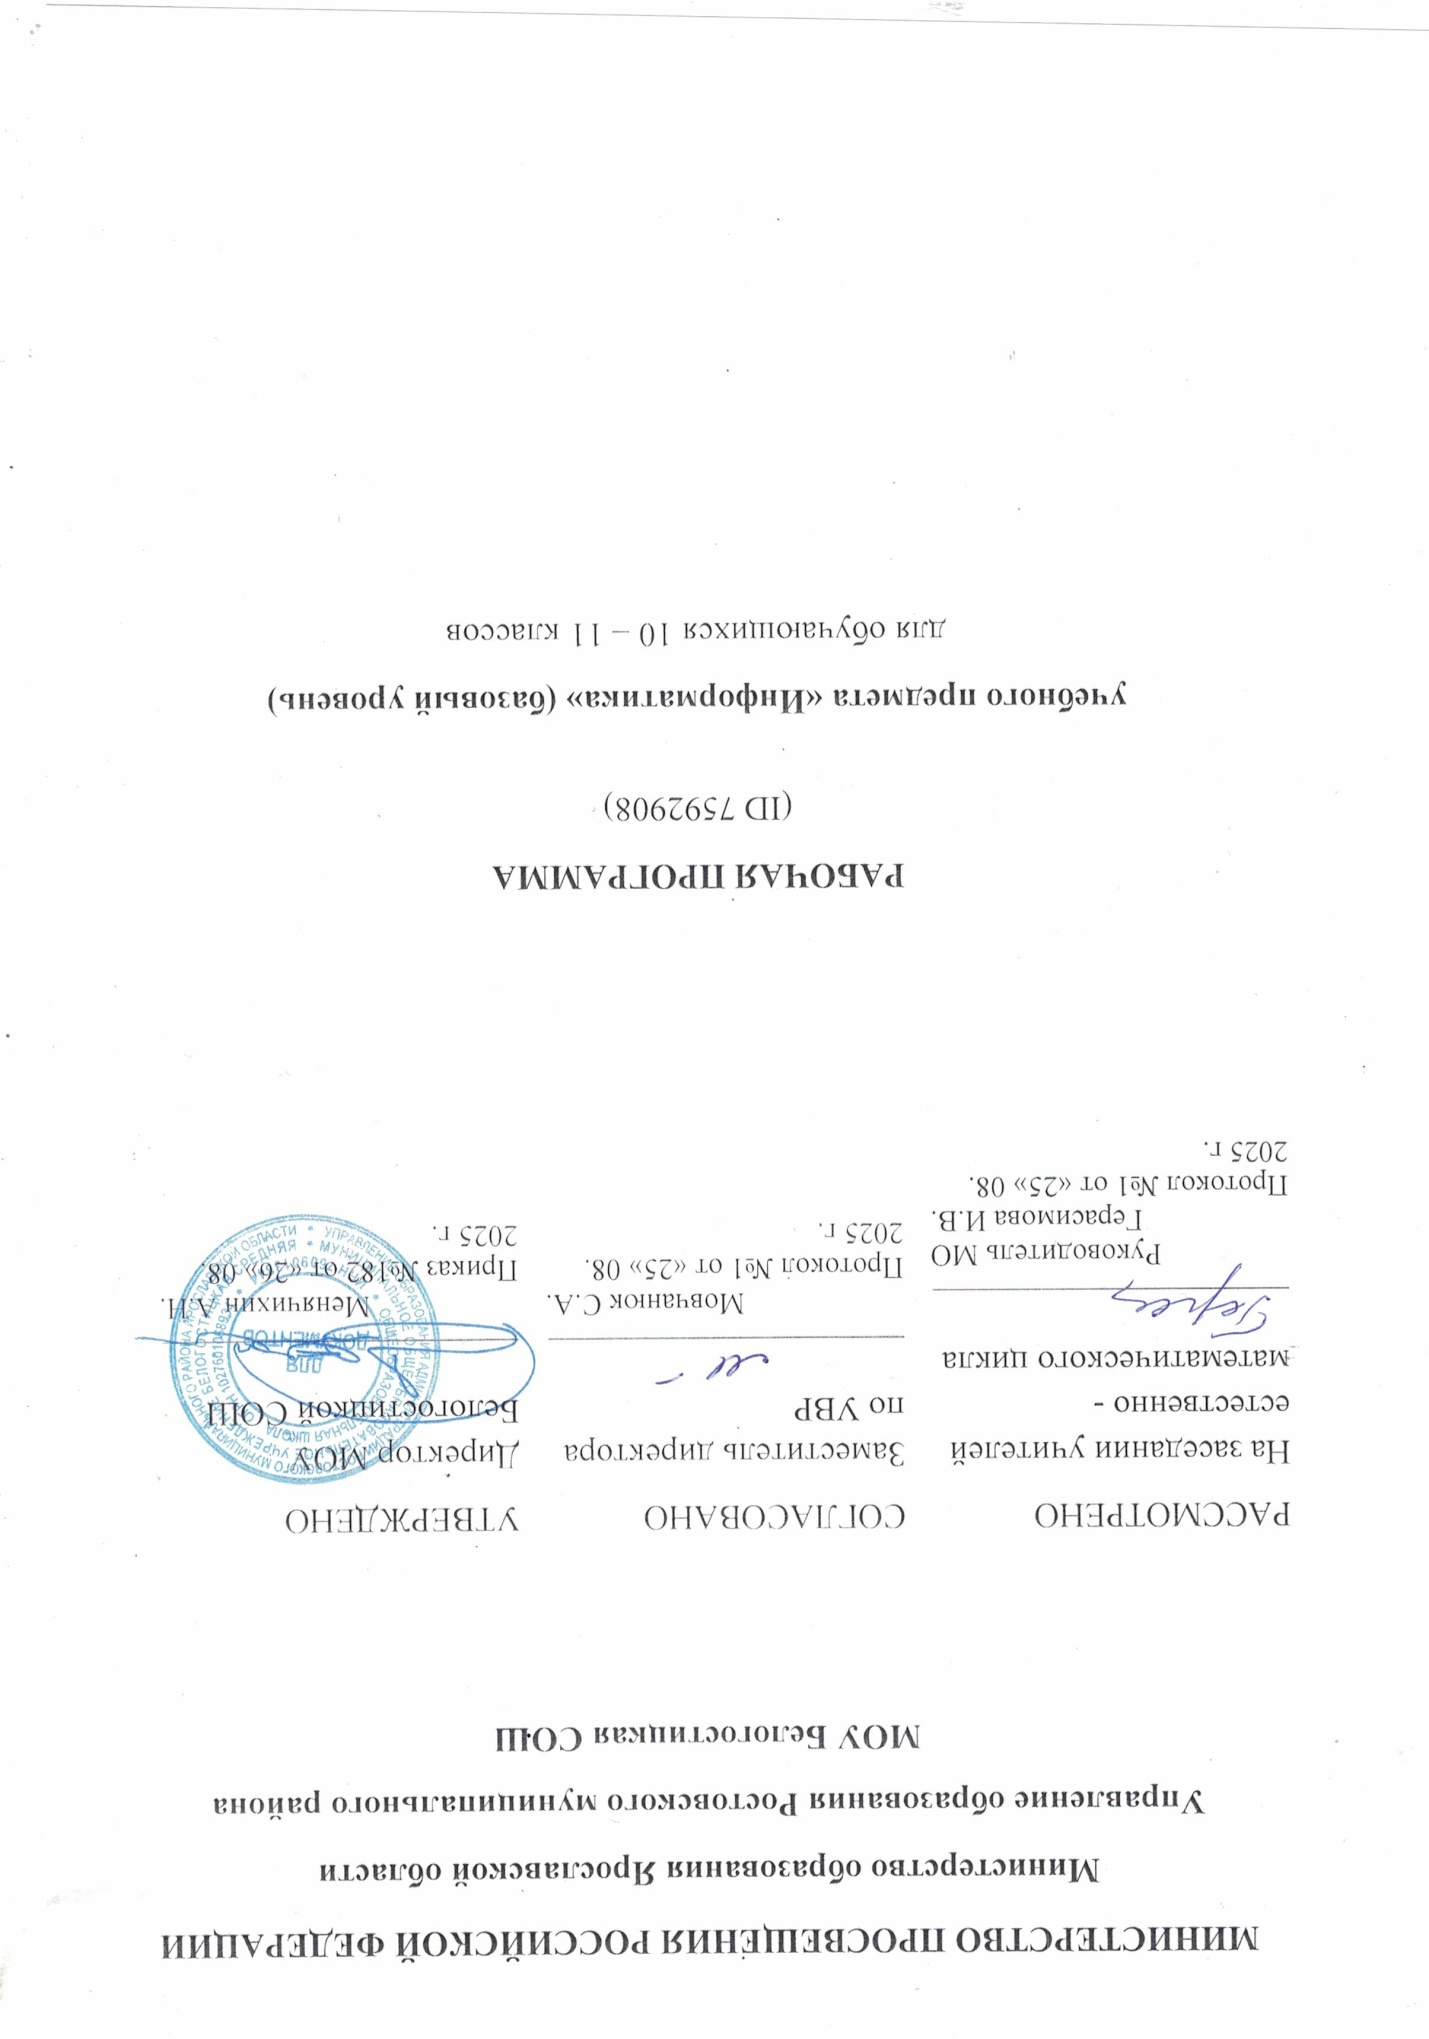 МИНИСТЕРСТВО ПРОСВЕЩЕНИЯ РОССИЙСКОЙ ФЕДЕРАЦИИ
Министерство образования Ярославской области
Управление образования Ростовского муниципального района
МОУ Белогостицкая СОШ
РАССМОТРЕНО
На заседании учителей
естественно -
математического цикла
Руководитель МО
Герасимова И.В.
Протокол №1 от «25» 08.
2025 г.
СОГЛАСОВАНО
Заместитель директора
по УВР
Мовчанюк С.А.
Протокол №1 от «25» 08.
2025 г.
УТВЕРЖДЕНО
Директор МОУ
Белогостицкой СОШ
Менячихин А.Н.
Приказ №182 от «26» 08.
2025 г.
ДЛЯ
ДОКУМЕНТОВ
РАБОЧАЯ ПРОГРАММА
(ID 7592908)
учебного предмета «Информатика» (базовый уровень)
для обучающихся 10 – 11 классов